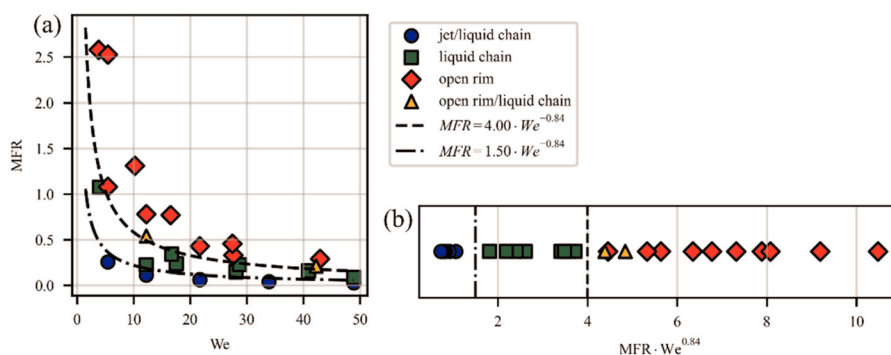 (a)
MFR
2.5
2.0
1.5
1.0
0.5
0.0
0 10 20 30 40 50
We
jet/liquid chain
liquid chain
open rim
open rim/liquid chain
MFR = 4.00 · We^−0.84
MFR = 1.50 · We^−0.84
(b)
2 4 6 8 10
MFR · We^0.84